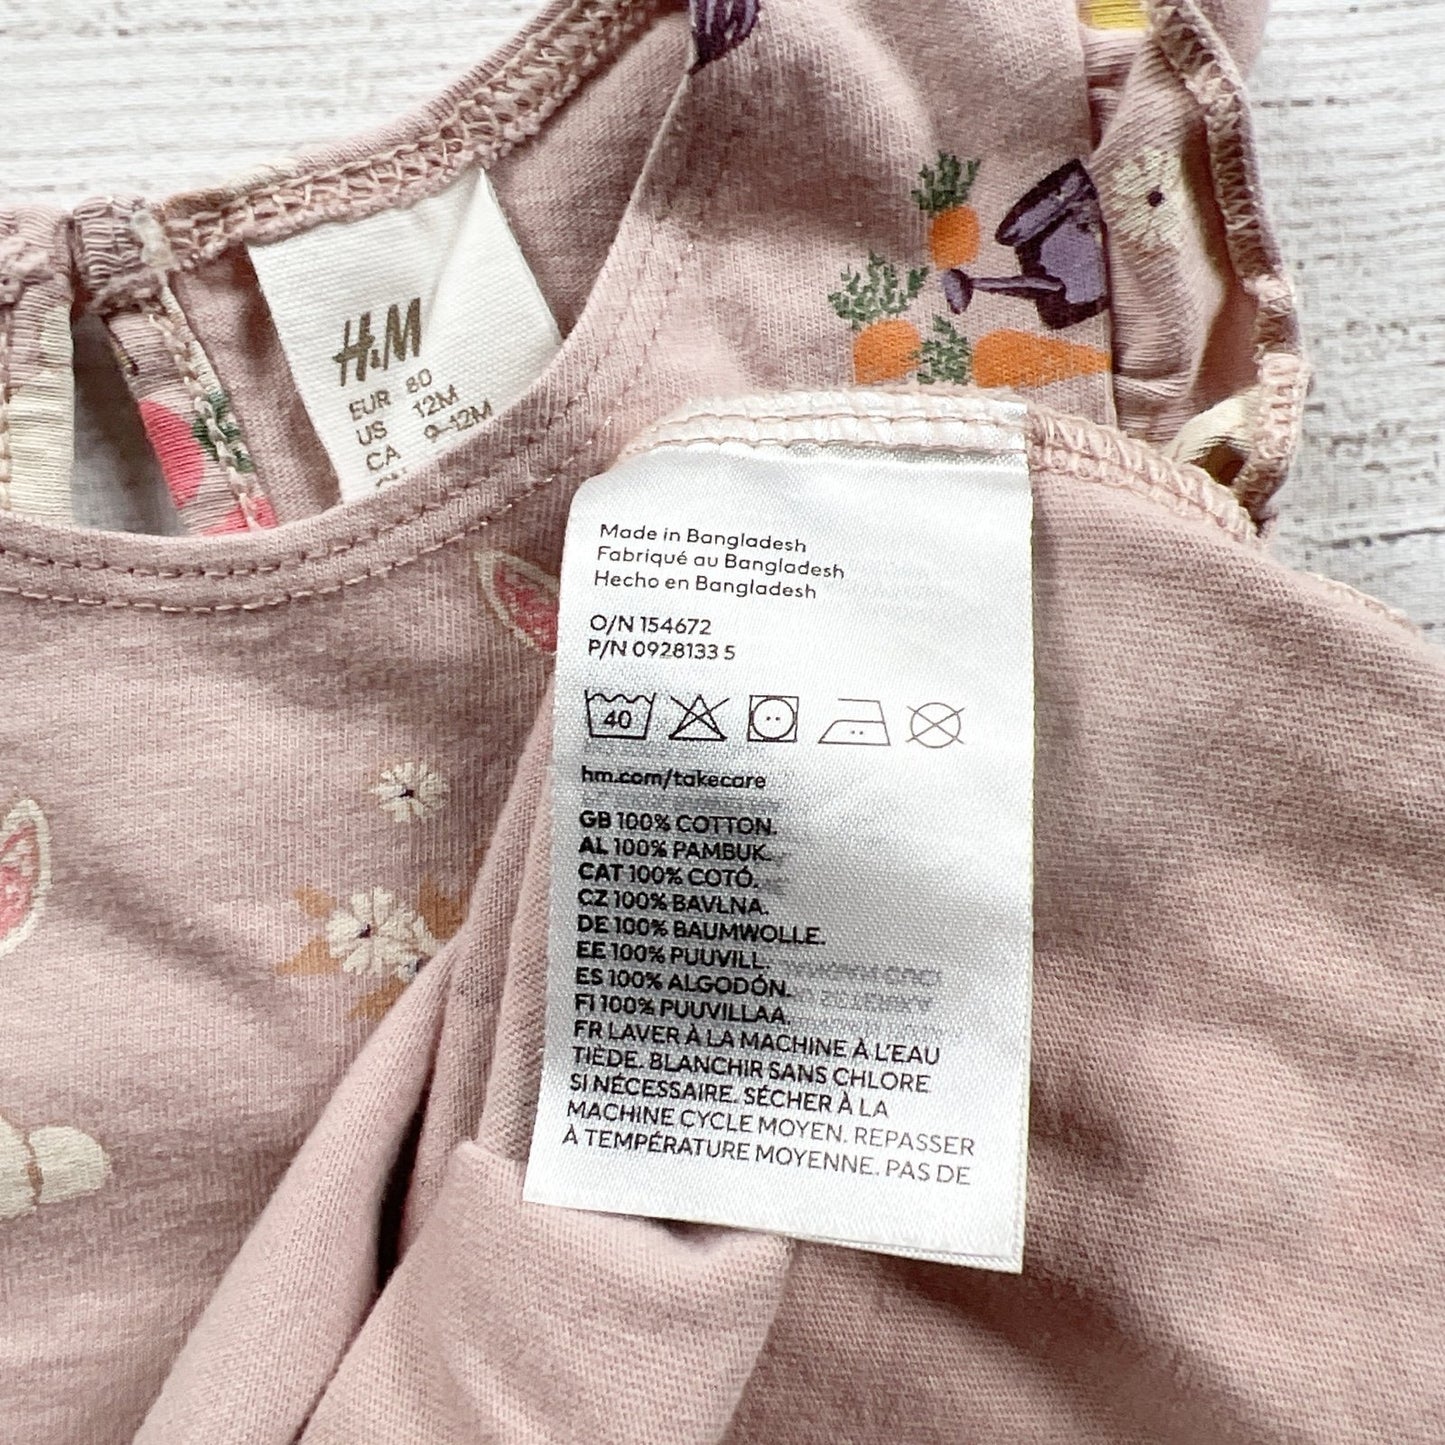 H&M
EUR 80
US 12M
CA 9-12M
Made in Bangladesh
Fabriqué au Bangladesh
Hecho en Bangladesh
O/N 154672
P/N 0928133 5
40
hm.com/takecare
GB 100% COTTON.
AL 100% PAMBUK.
CAT 100% COTÓ.
CZ 100% BAVLNA.
DE 100% BAUMWOLLE.
EE 100% PUUVILL.
ES 100% ALGODÓN.
FI 100% PUUVILLAA.
FR LAVER À LA MACHINE À L'EAU
TIÈDE. BLANCHIR SANS CHLORE
SI NÉCESSAIRE. SÉCHER À LA
MACHINE CYCLE MOYEN. REPASSER
À TEMPÉRATURE MOYENNE. PAS DE